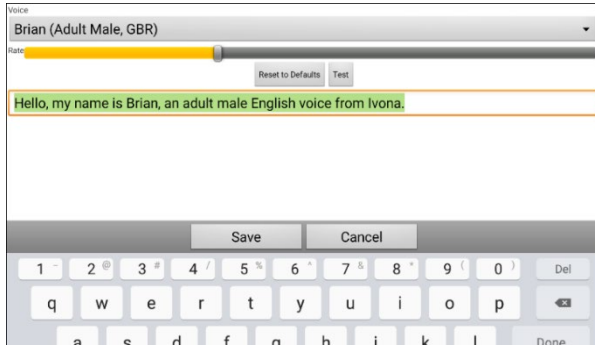 Voice
Brian (Adult Male, GBR)
Rate
Reset to Defaults Test
Hello, my name is Brian, an adult male English voice from Ivona.
Save Cancel
1 - 2 @ 3 # 4 / 5 % 6 ^ 7 & 8 * 9 ( 0 ) Del
q w e r t y u i o p
a s d f g h j k l Done